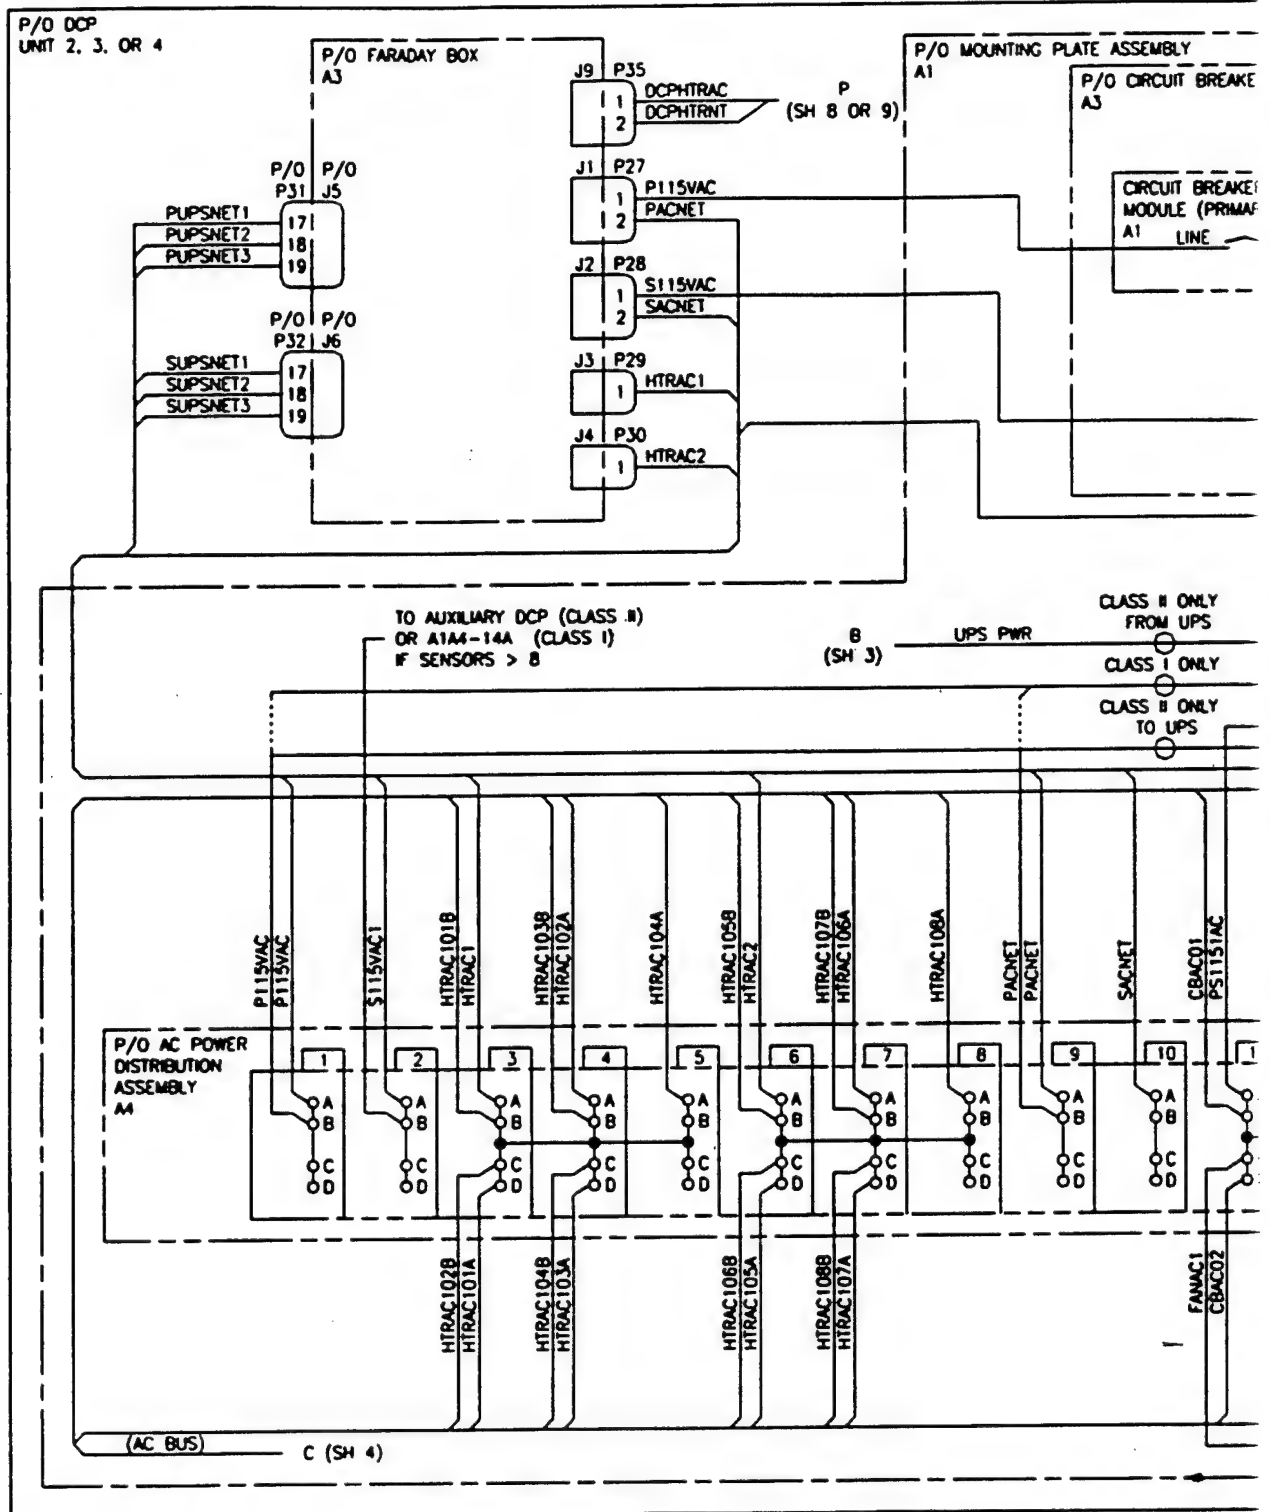 P/O DCP
UNIT 2, 3, OR 4
P/O FARADAY BOX
A3
P/O MOUNTING PLATE ASSEMBLY
A1
P/O CIRCUIT BREAKE
A3
CIRCUIT BREAKE
MODULE (PRIMAR
A1
LINE
J9 P35
1 DCPHTRAC
2 DCPHTRNT
P
(SH 8 OR 9)
J1 P27
1 P115VAC
2 PACNET
J2 P28
1 S115VAC
2 SACNET
J3 P29
1 HTRAC1
J4 P30
1 HTRAC2
P/O P/O
P31 J5
PUPSNET1 17
PUPSNET2 18
PUPSNET3 19
P/O P/O
P32 J6
SUPSNET1 17
SUPSNET2 18
SUPSNET3 19
TO AUXILIARY DCP (CLASS II)
OR A1A4-14A (CLASS I)
IF SENSORS > 8
B
(SH 3)
UPS PWR
CLASS II ONLY
FROM UPS
CLASS I ONLY
CLASS II ONLY
TO UPS
P115VAC
P115VAC
S115VAC1
HTRAC101B
HTRAC1
HTRAC103B
HTRAC102A
HTRAC104A
HTRAC105B
HTRAC2
HTRAC107B
HTRAC106A
HTRAC108A
PACNET
PACNET
SACNET
CBAC01
PS1151AC
P/O AC POWER
DISTRIBUTION
ASSEMBLY
A4
1 2 3 4 5 6 7 8 9 10 1
A A A A A A A A A A
B B B B B B B B B B
C C C C C C C C C C
D D D D D D D D D D
HTRAC102B
HTRAC101A
HTRAC104B
HTRAC103A
HTRAC106B
HTRAC105A
HTRAC108B
HTRAC107A
FANAC1
CBAC02
(AC BUS)
C (SH 4)